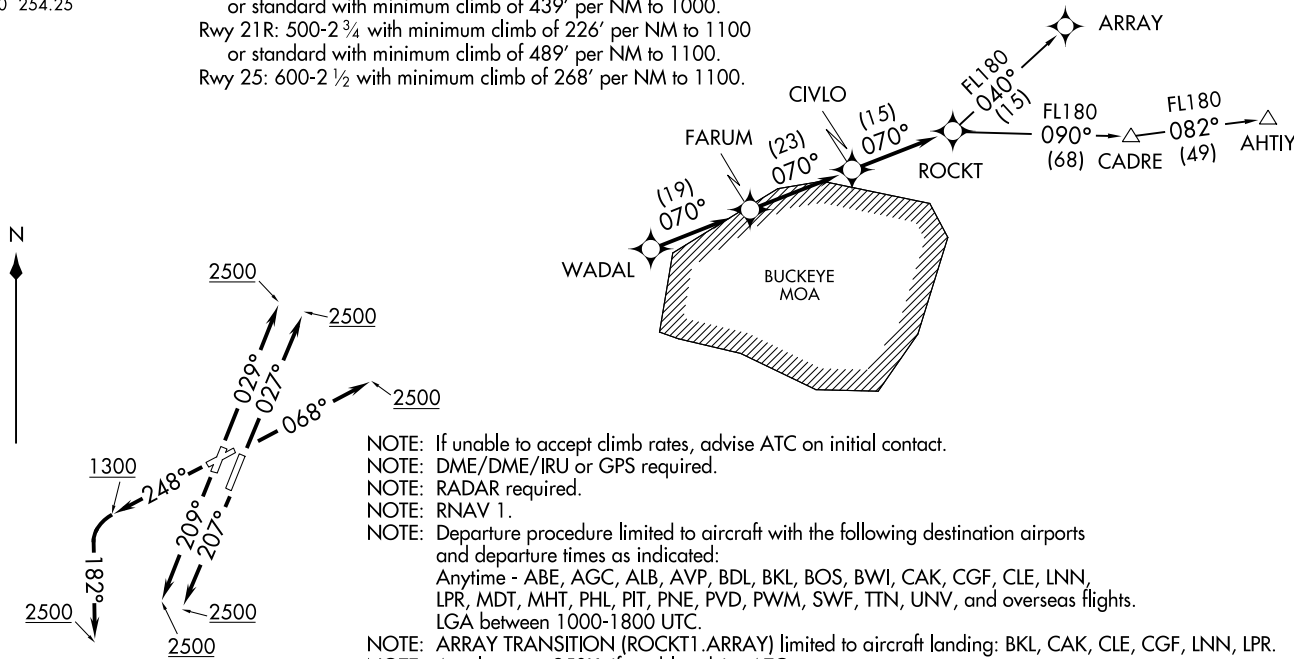 0 254.25
or standard with minimum climb of 439' per NM to 1000.
Rwy 21R: 500-2 ¾ with minimum climb of 226' per NM to 1100
or standard with minimum climb of 489' per NM to 1100.
Rwy 25: 600-2 ½ with minimum climb of 268' per NM to 1100.
ARRAY
FL180
040°
(15)
CIVLO
(15)
070°
FL180
090°
(68)
FL180
082°
(49)
AHTIY
CADRE
ROCKT
FARUM
(23)
070°
(19)
070°
WADAL
BUCKEYE
MOA
N
2500
2500
029°
027°
068°
2500
1300
248°
209°
207°
182°
2500
2500
2500
NOTE: If unable to accept climb rates, advise ATC on initial contact.
NOTE: DME/DME/IRU or GPS required.
NOTE: RADAR required.
NOTE: RNAV 1.
NOTE: Departure procedure limited to aircraft with the following destination airports
and departure times as indicated:
Anytime - ABE, AGC, ALB, AVP, BDL, BKL, BOS, BWI, CAK, CGF, CLE, LNN,
LPR, MDT, MHT, PHL, PIT, PNE, PVD, PWM, SWF, TTN, UNV, and overseas flights.
LGA between 1000-1800 UTC.
NOTE: ARRAY TRANSITION (ROCKT1.ARRAY) limited to aircraft landing: BKL, CAK, CLE, CGF, LNN, LPR.